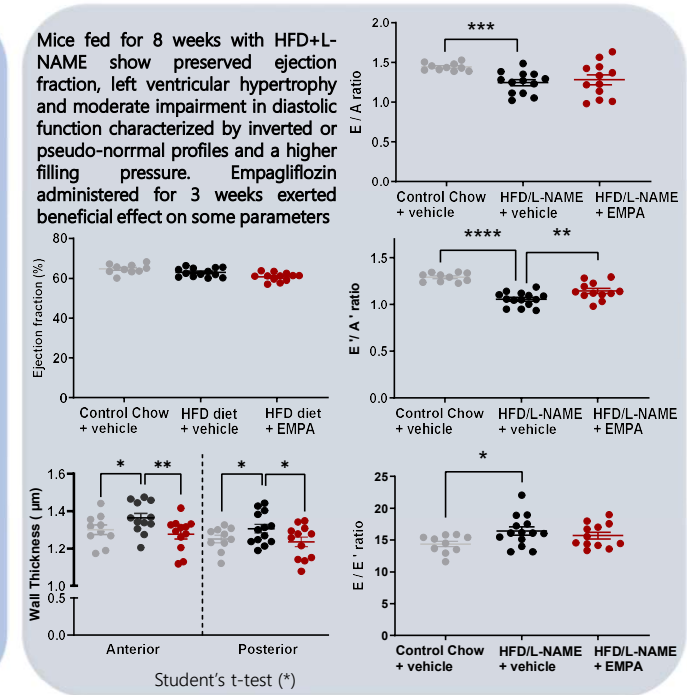 Mice fed for 8 weeks with HFD+L-
NAME show preserved ejection
fraction, left ventricular hypertrophy
and moderate impairment in diastolic
function characterized by inverted or
pseudo-norrmal profiles and a higher
filling pressure. Empagliflozin
administered for 3 weeks exerted
beneficial effect on some parameters
E / A ratio
2.0
1.5
1.0
0.5
0.0
***
Control Chow HFD/L-NAME HFD/L-NAME
+ vehicle + vehicle + EMPA
Ejection fraction (%)
80
60
40
20
0
Control Chow HFD diet HFD diet
+ vehicle + vehicle + EMPA
E '/ A ' ratio
1.5
1.0
0.5
0.0
**** **
Control Chow HFD/L-NAME HFD/L-NAME
+ vehicle + vehicle + EMPA
Wall Thickness ( μm)
1.6
1.4
1.2
1.0
0.5
0.0
* ** * *
Anterior Posterior
Student's t-test (*)
E / E ' ratio
25
20
15
10
5
0
*
Control Chow HFD/L-NAME HFD/L-NAME
+ vehicle + vehicle + EMPA